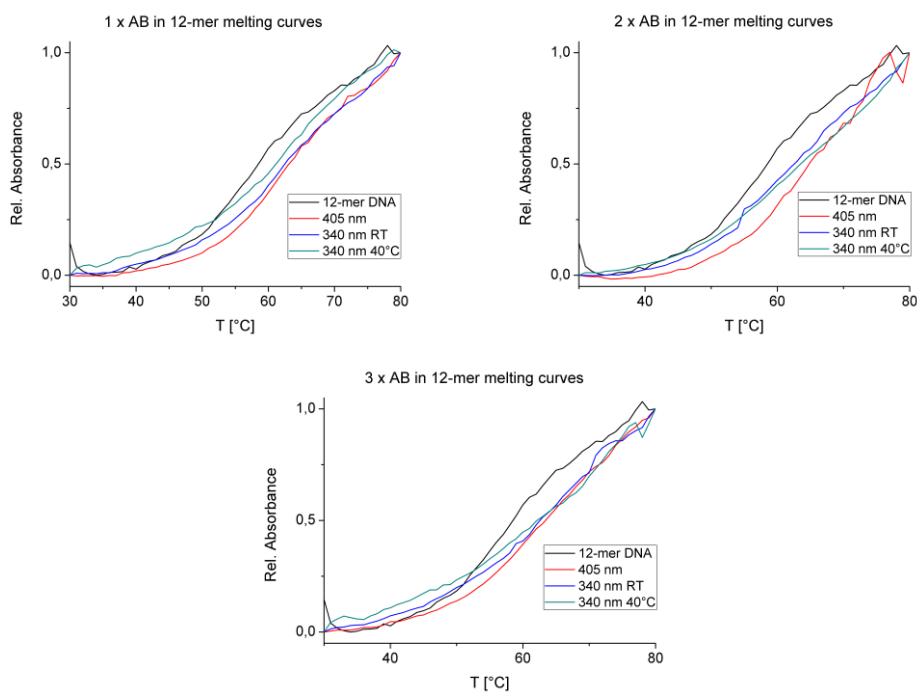 1 x AB in 12-mer melting curves
1,0
0,5
0,0
Rel. Absorbance
12-mer DNA
405 nm
340 nm RT
340 nm 40°C
30 40 50 60 70 80
T [°C]
2 x AB in 12-mer melting curves
1,0
0,5
0,0
Rel. Absorbance
12-mer DNA
405 nm
340 nm RT
340 nm 40°C
40 60 80
T [°C]
3 x AB in 12-mer melting curves
1,0
0,5
0,0
Rel. Absorbance
12-mer DNA
405 nm
340 nm RT
340 nm 40°C
40 60 80
T [°C]